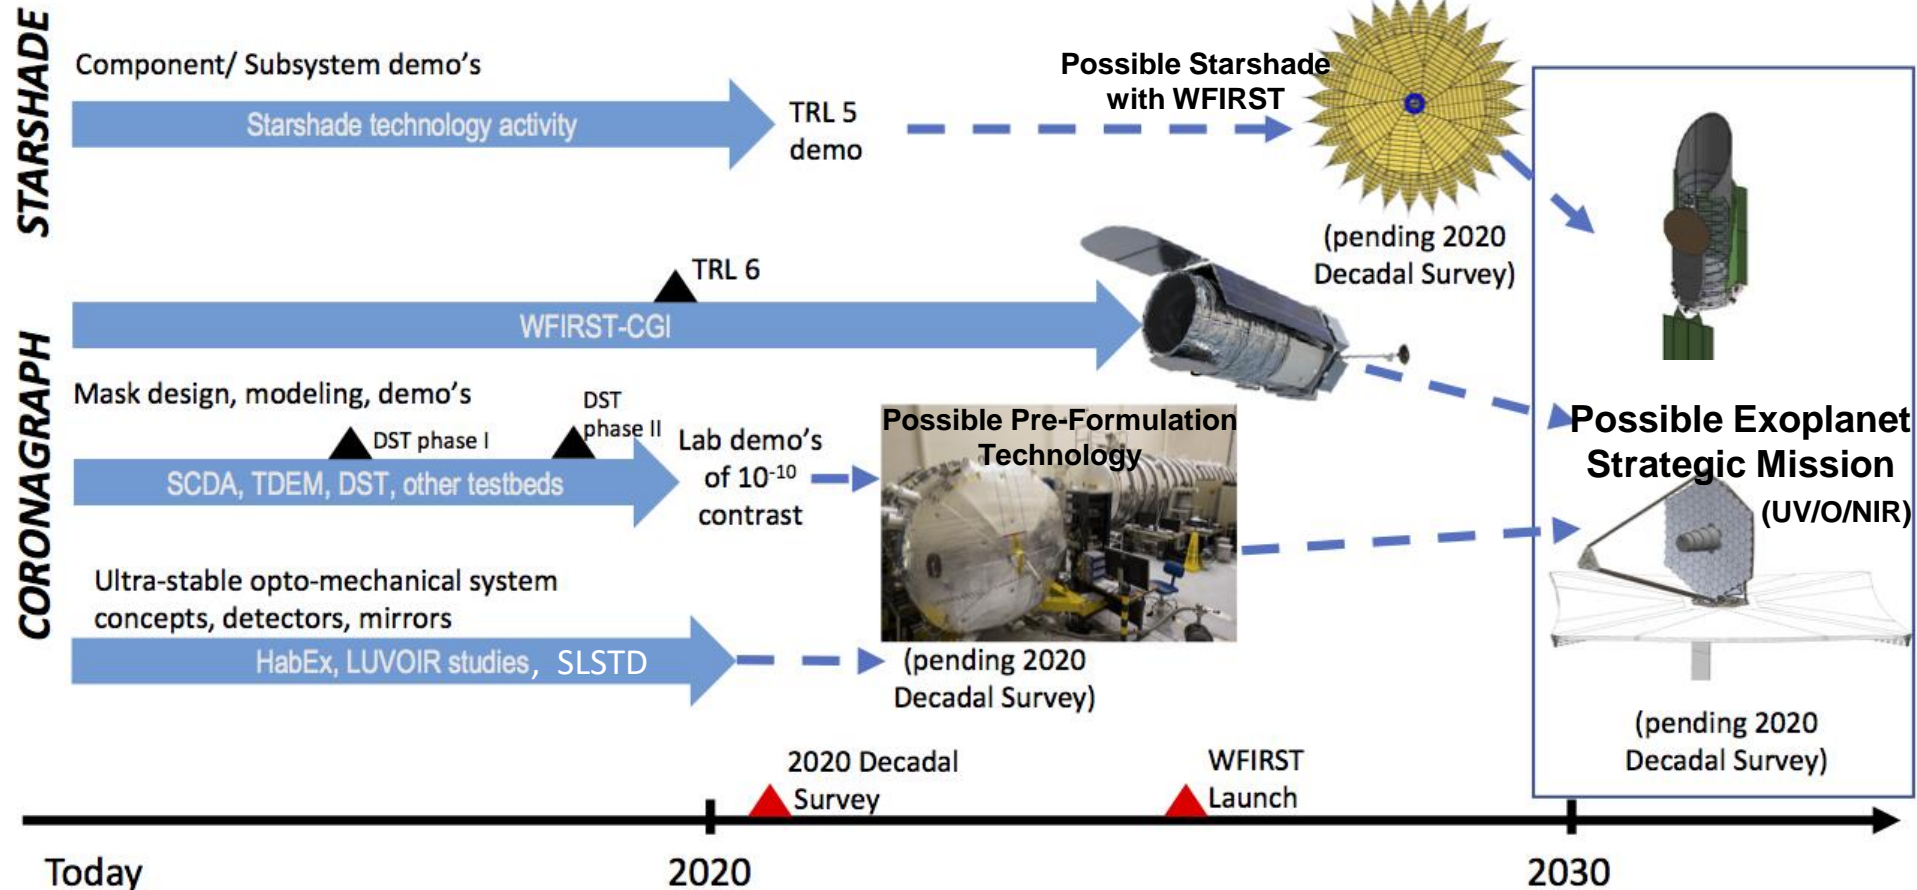 STARSHADE
Component/ Subsystem demo's
Starshade technology activity
TRL 5
demo
Possible Starshade
with WFIRST
(pending 2020
Decadal Survey)
CORONAGRAPH
TRL 6
WFIRST-CGI
Mask design, modeling, demo's
DST phase I
DST
phase II
SCDA, TDEM, DST, other testbeds
Lab demo's
of 10-10
contrast
Possible Pre-Formulation
Technology
(pending 2020
Decadal Survey)
Ultra-stable opto-mechanical system
concepts, detectors, mirrors
HabEx, LUVOIR studies, SLSTD
Possible Exoplanet
Strategic Mission
(UV/O/NIR)
(pending 2020
Decadal Survey)
2020 Decadal
Survey
WFIRST
Launch
Today
2020
2030